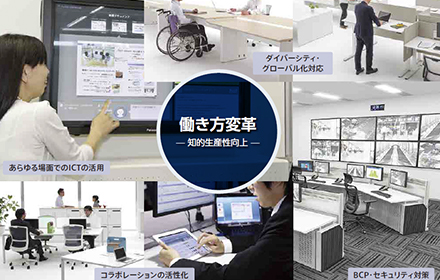 ダイバーシティ・
グローバル化対応
働き方変革
― 知的生産性向上 ―
あらゆる場面でのICTの活用
コラボレーションの活性化
BCP・セキュリティ対策